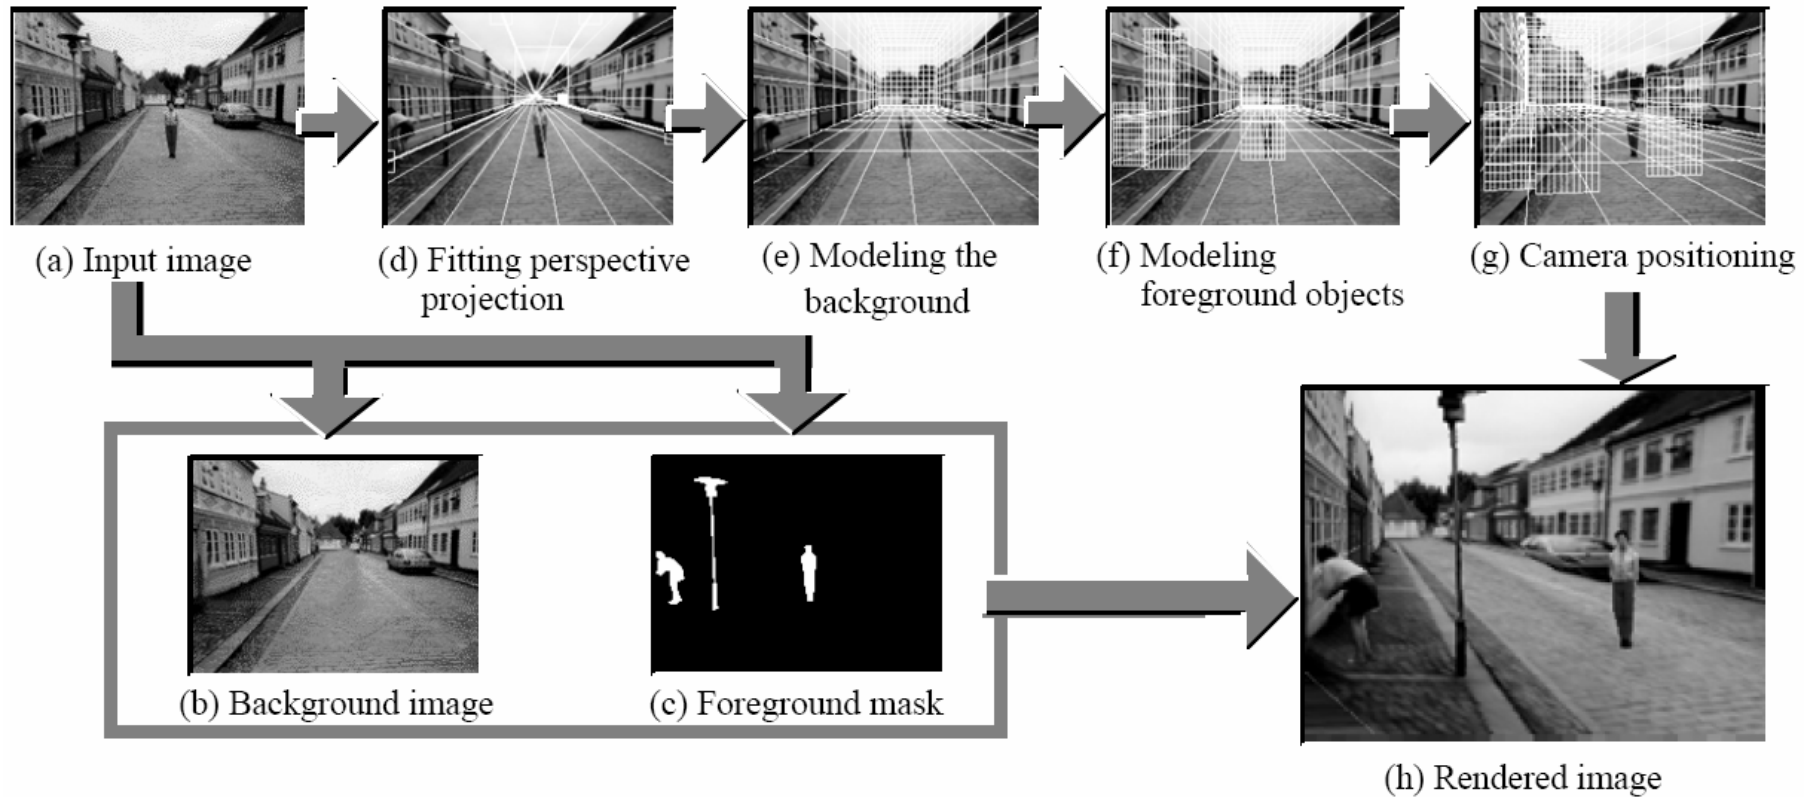 (a) Input image
(d) Fitting perspective
projection
(e) Modeling the
background
(f) Modeling
foreground objects
(g) Camera positioning
(b) Background image
(c) Foreground mask
(h) Rendered image